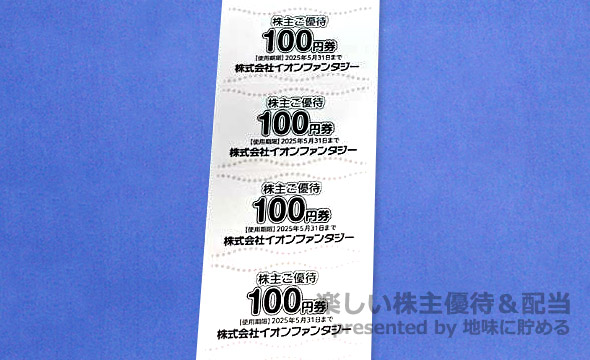 株主ご優待
100円券
【使用期限】2025年5月31日まで
株式会社イオンファンタジー
株主ご優待
100円券
【使用期限】2025年5月31日まで
株式会社イオンファンタジー
株主ご優待
100円券
【使用期限】2025年5月31日まで
株式会社イオンファンタジー
株主ご優待
100円券
【使用期限】2025年5月31日まで
株式会社イオンファンタジー
楽しい株主優待＆配当
presented by 地味に貯める